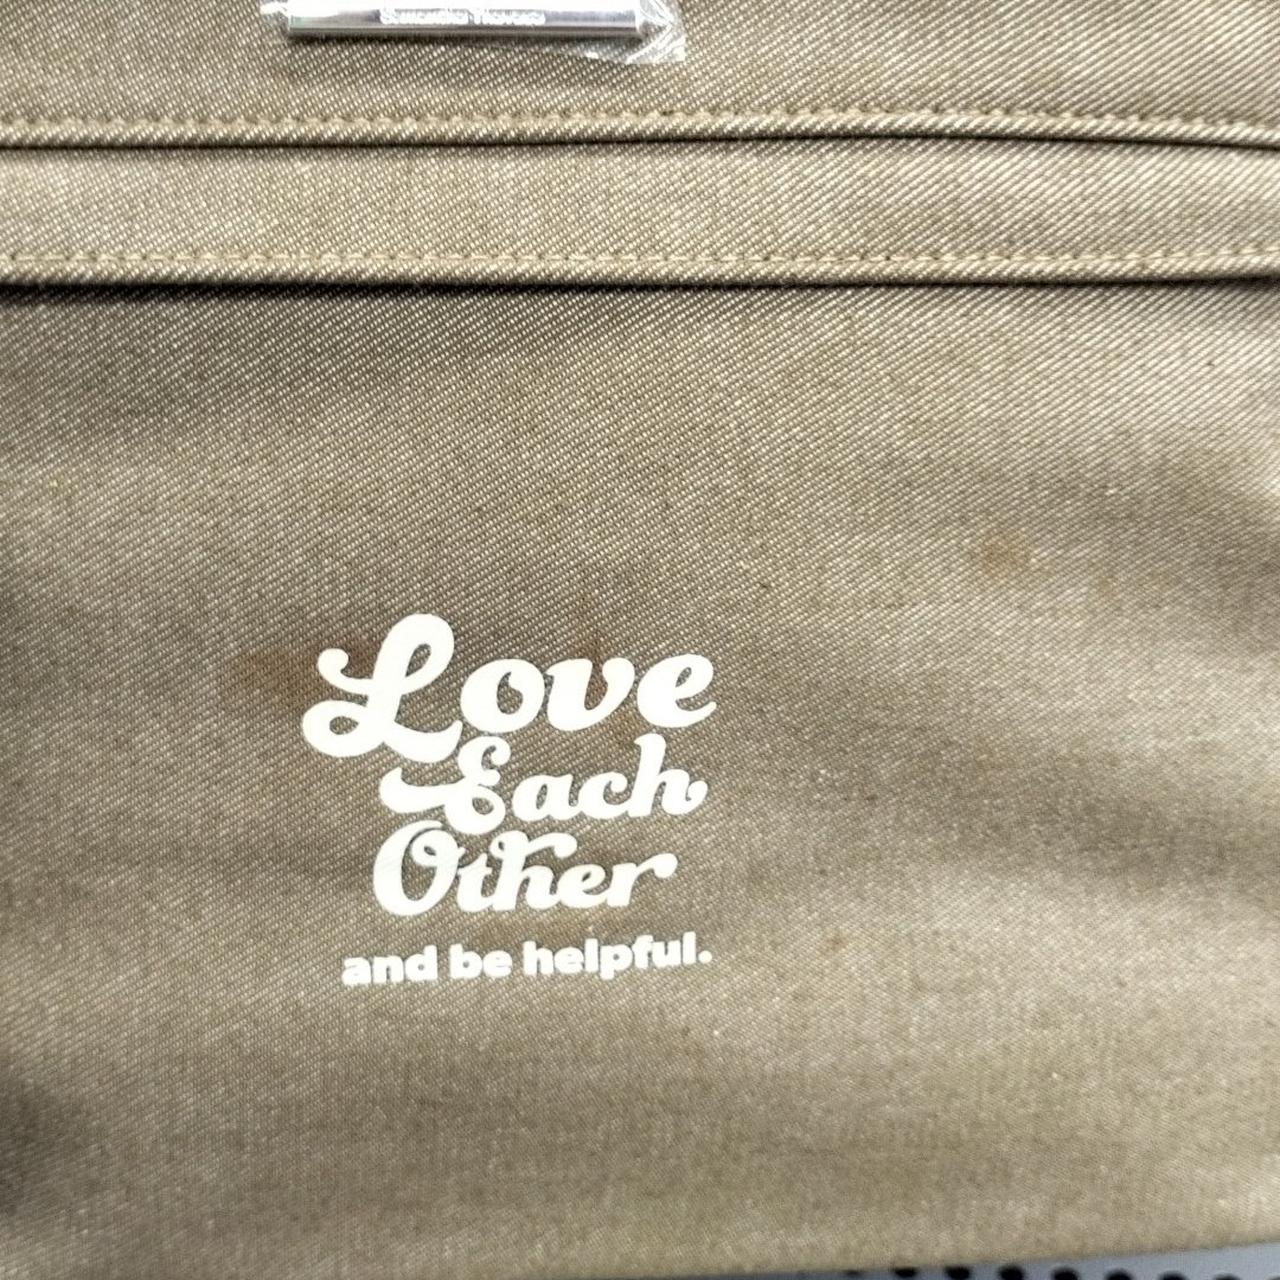 Love
Each
Other
and be helpful.